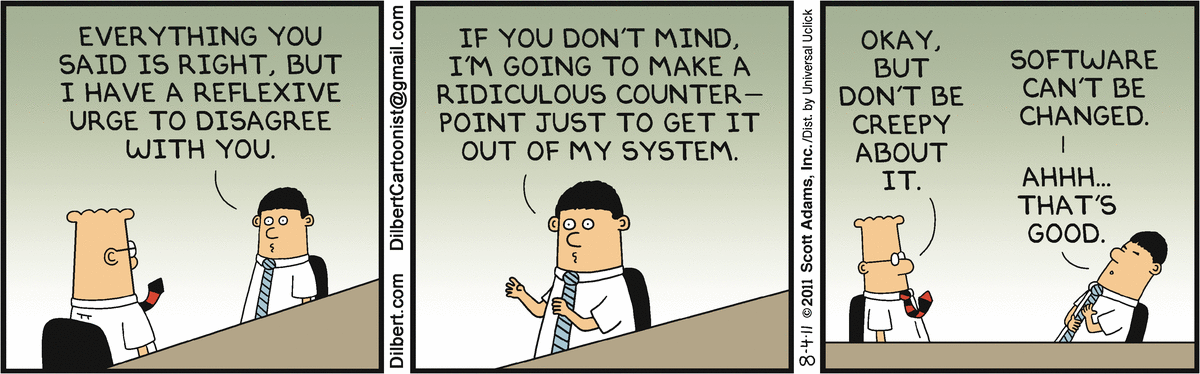 EVERYTHING YOU
SAID IS RIGHT, BUT
I HAVE A REFLEXIVE
URGE TO DISAGREE
WITH YOU.
Dilbert.com DilbertCartoonist@gmail.com
IF YOU DON'T MIND,
I'M GOING TO MAKE A
RIDICULOUS COUNTER—
POINT JUST TO GET IT
OUT OF MY SYSTEM.
8-4-11 ©2011 Scott Adams, Inc./Dist. by Universal Uclick
OKAY,
BUT
DON'T BE
CREEPY
ABOUT
IT.
SOFTWARE
CAN'T BE
CHANGED.
AHHH...
THAT'S
GOOD.